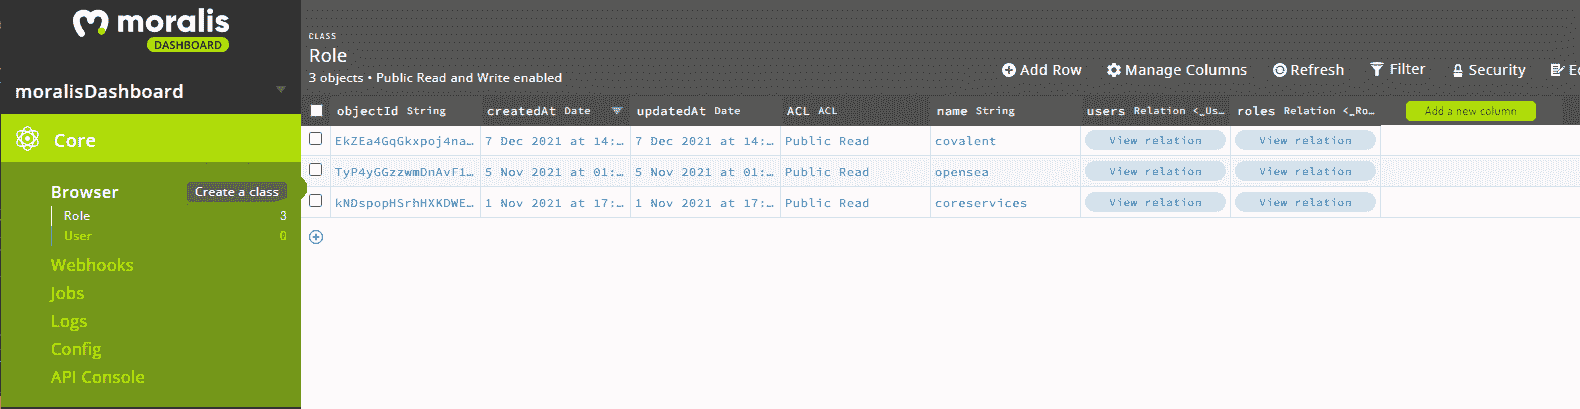 moralis
DASHBOARD
moralisDashboard
Core
Browser
Create a class
Role 3
User 0
Webhooks
Jobs
Logs
Config
API Console
CLASS
Role
3 objects • Public Read and Write enabled
Add Row Manage Columns Refresh Filter Security
objectId String createdAt Date updatedAt Date ACL ACL name String users Relation <_Us... roles Relation <_Ro... Add a new column
EkZEa4GqGkxpoj4na... 7 Dec 2021 at 14:... 7 Dec 2021 at 14:... Public Read covalent View relation View relation
TyP4yGGzzwmDnAvF1... 5 Nov 2021 at 01:... 5 Nov 2021 at 01:... Public Read opensea View relation View relation
kNDspopHSrhHXKDWE... 1 Nov 2021 at 17:... 1 Nov 2021 at 17:... Public Read coreservices View relation View relation